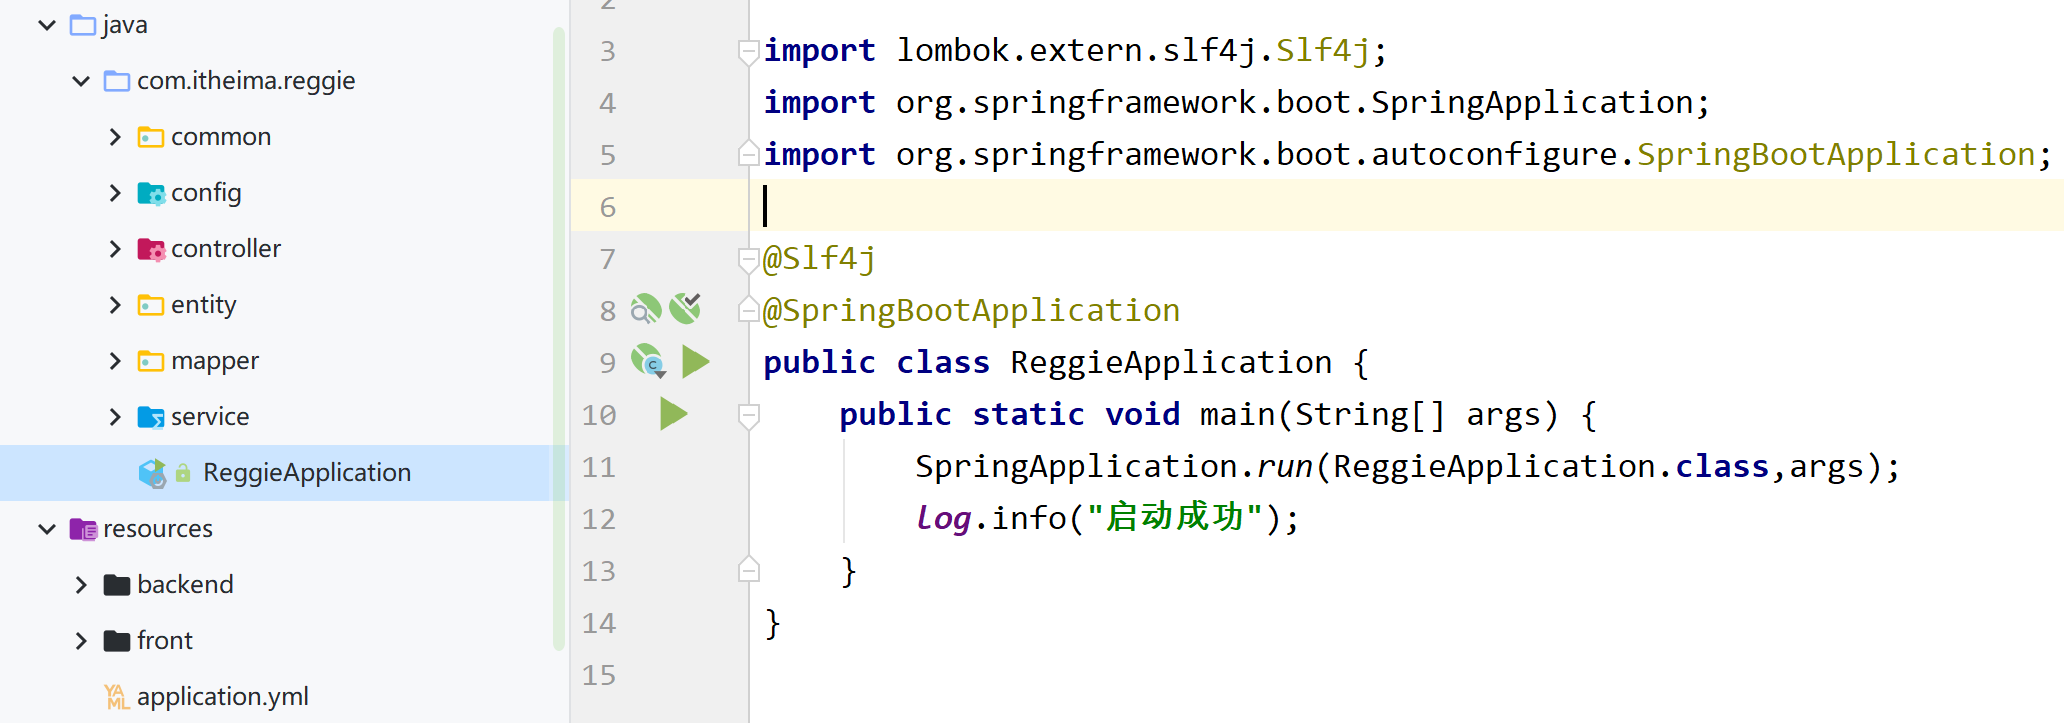 java
com.itheima.reggie
common
config
controller
entity
mapper
service
ReggieApplication
resources
backend
front
YAML application.yml
2
3 import lombok.extern.slf4j.Slf4j;
4 import org.springframework.boot.SpringApplication;
5 import org.springframework.boot.autoconfigure.SpringBootApplication;
6
7 @Slf4j
8 @SpringBootApplication
9 public class ReggieApplication {
10 public static void main(String[] args) {
11 SpringApplication.run(ReggieApplication.class,args);
12 log.info("启动成功");
13 }
14 }
15